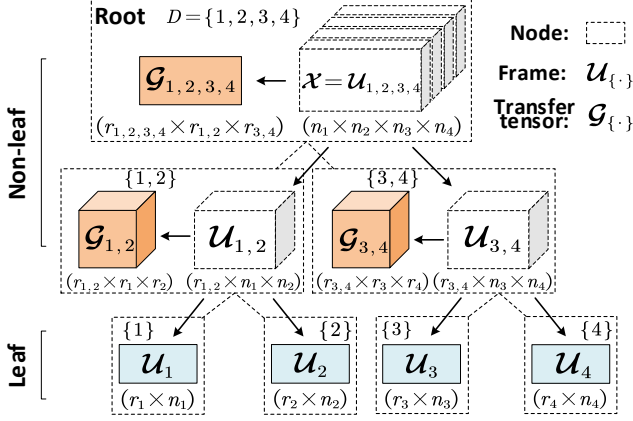 Root D={1,2,3,4}
Node:
Frame: 𝓤{·}
Transfer
tensor: 𝓖{·}
𝓖1,2,3,4
𝓧=𝓤1,2,3,4
(r1,2,3,4×r1,2×r3,4) (n1×n2×n3×n4)
Non-leaf
{1,2} {3,4}
𝓖1,2 𝓤1,2 𝓖3,4 𝓤3,4
(r1,2×r1×r2) (r1,2×n1×n2) (r3,4×r3×r4) (r3,4×n3×n4)
Leaf
{1} {2} {3} {4}
𝓤1 𝓤2 𝓤3 𝓤4
(r1×n1) (r2×n2) (r3×n3) (r4×n4)